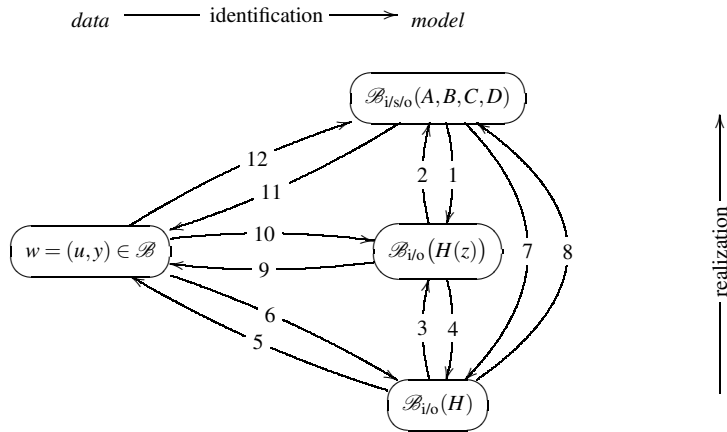 data identification model
ℬi/s/o(A,B,C,D)
12
11
2 1
10
w = (u,y) ∈ ℬ
ℬi/o(H(z))
7 8
9
realization
6
3 4
5
ℬi/o(H)